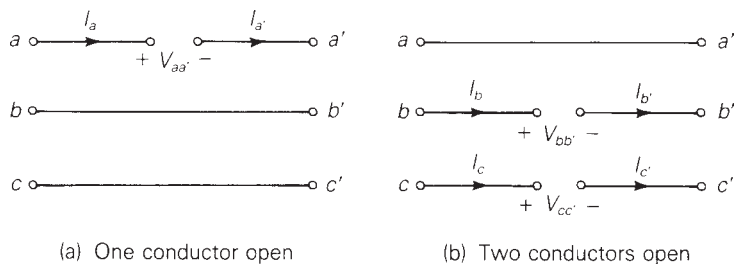 I_a I_a'
a a'
+ V_aa' -
b b'
c c'
(a) One conductor open
a a'
I_b I_b'
b b'
+ V_bb' -
I_c I_c'
c c'
+ V_cc' -
(b) Two conductors open